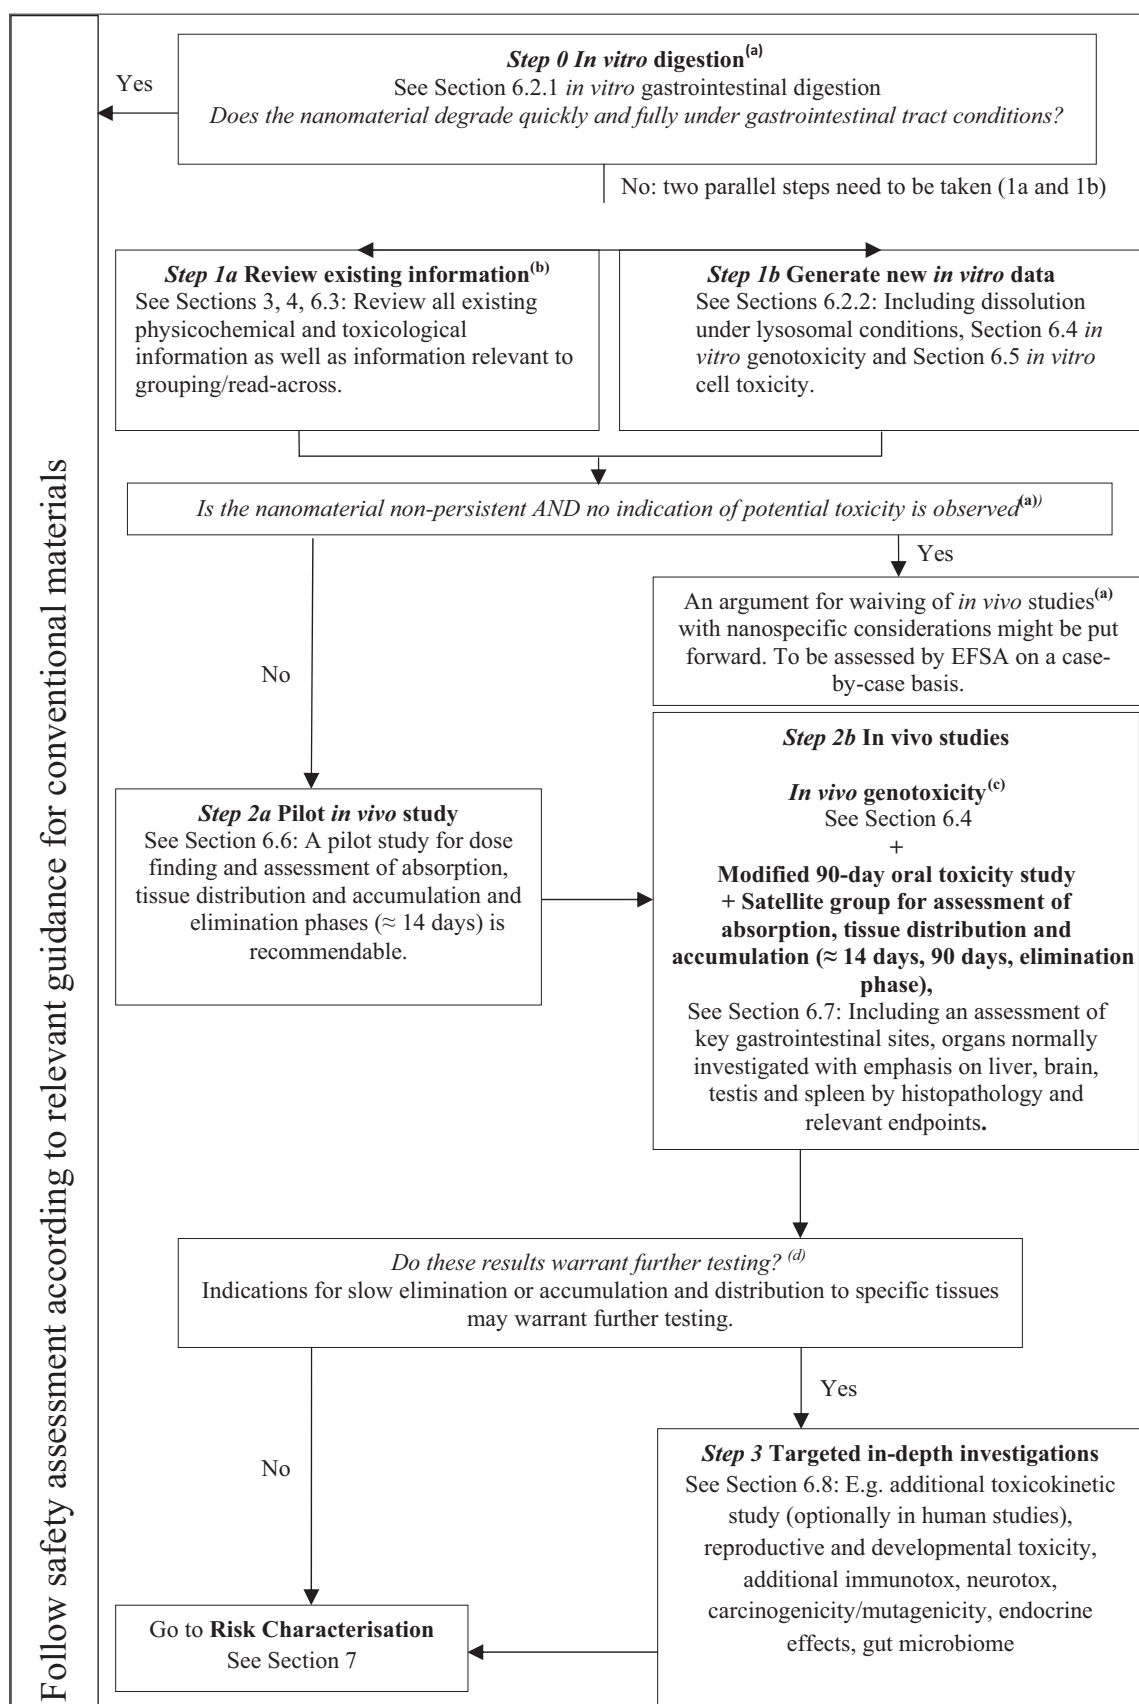 Step 0 In vitro digestion(a)
See Section 6.2.1 in vitro gastrointestinal digestion
Does the nanomaterial degrade quickly and fully under gastrointestinal tract conditions?
Yes
No: two parallel steps need to be taken (1a and 1b)
Step 1a Review existing information(b)
See Sections 3, 4, 6.3: Review all existing
physicochemical and toxicological
information as well as information relevant to
grouping/read-across.
Step 1b Generate new in vitro data
See Sections 6.2.2: Including dissolution
under lysosomal conditions, Section 6.4 in
vitro genotoxicity and Section 6.5 in vitro
cell toxicity.
Is the nanomaterial non-persistent AND no indication of potential toxicity is observed(a))
Yes
An argument for waiving of in vivo studies(a)
with nanospecific considerations might be put
forward. To be assessed by EFSA on a case-
by-case basis.
No
Step 2a Pilot in vivo study
See Section 6.6: A pilot study for dose
finding and assessment of absorption,
tissue distribution and accumulation and
elimination phases (≈ 14 days) is
recommendable.
Step 2b In vivo studies
In vivo genotoxicity(c)
See Section 6.4
+
Modified 90-day oral toxicity study
+ Satellite group for assessment of
absorption, tissue distribution and
accumulation (≈ 14 days, 90 days, elimination
phase),
See Section 6.7: Including an assessment of
key gastrointestinal sites, organs normally
investigated with emphasis on liver, brain,
testis and spleen by histopathology and
relevant endpoints.
Do these results warrant further testing? (d)
Indications for slow elimination or accumulation and distribution to specific tissues
may warrant further testing.
Yes
No
Step 3 Targeted in-depth investigations
See Section 6.8: E.g. additional toxicokinetic
study (optionally in human studies),
reproductive and developmental toxicity,
additional immunotox, neurotox,
carcinogenicity/mutagenicity, endocrine
effects, gut microbiome
Go to Risk Characterisation
See Section 7
Follow safety assessment according to relevant guidance for conventional materials